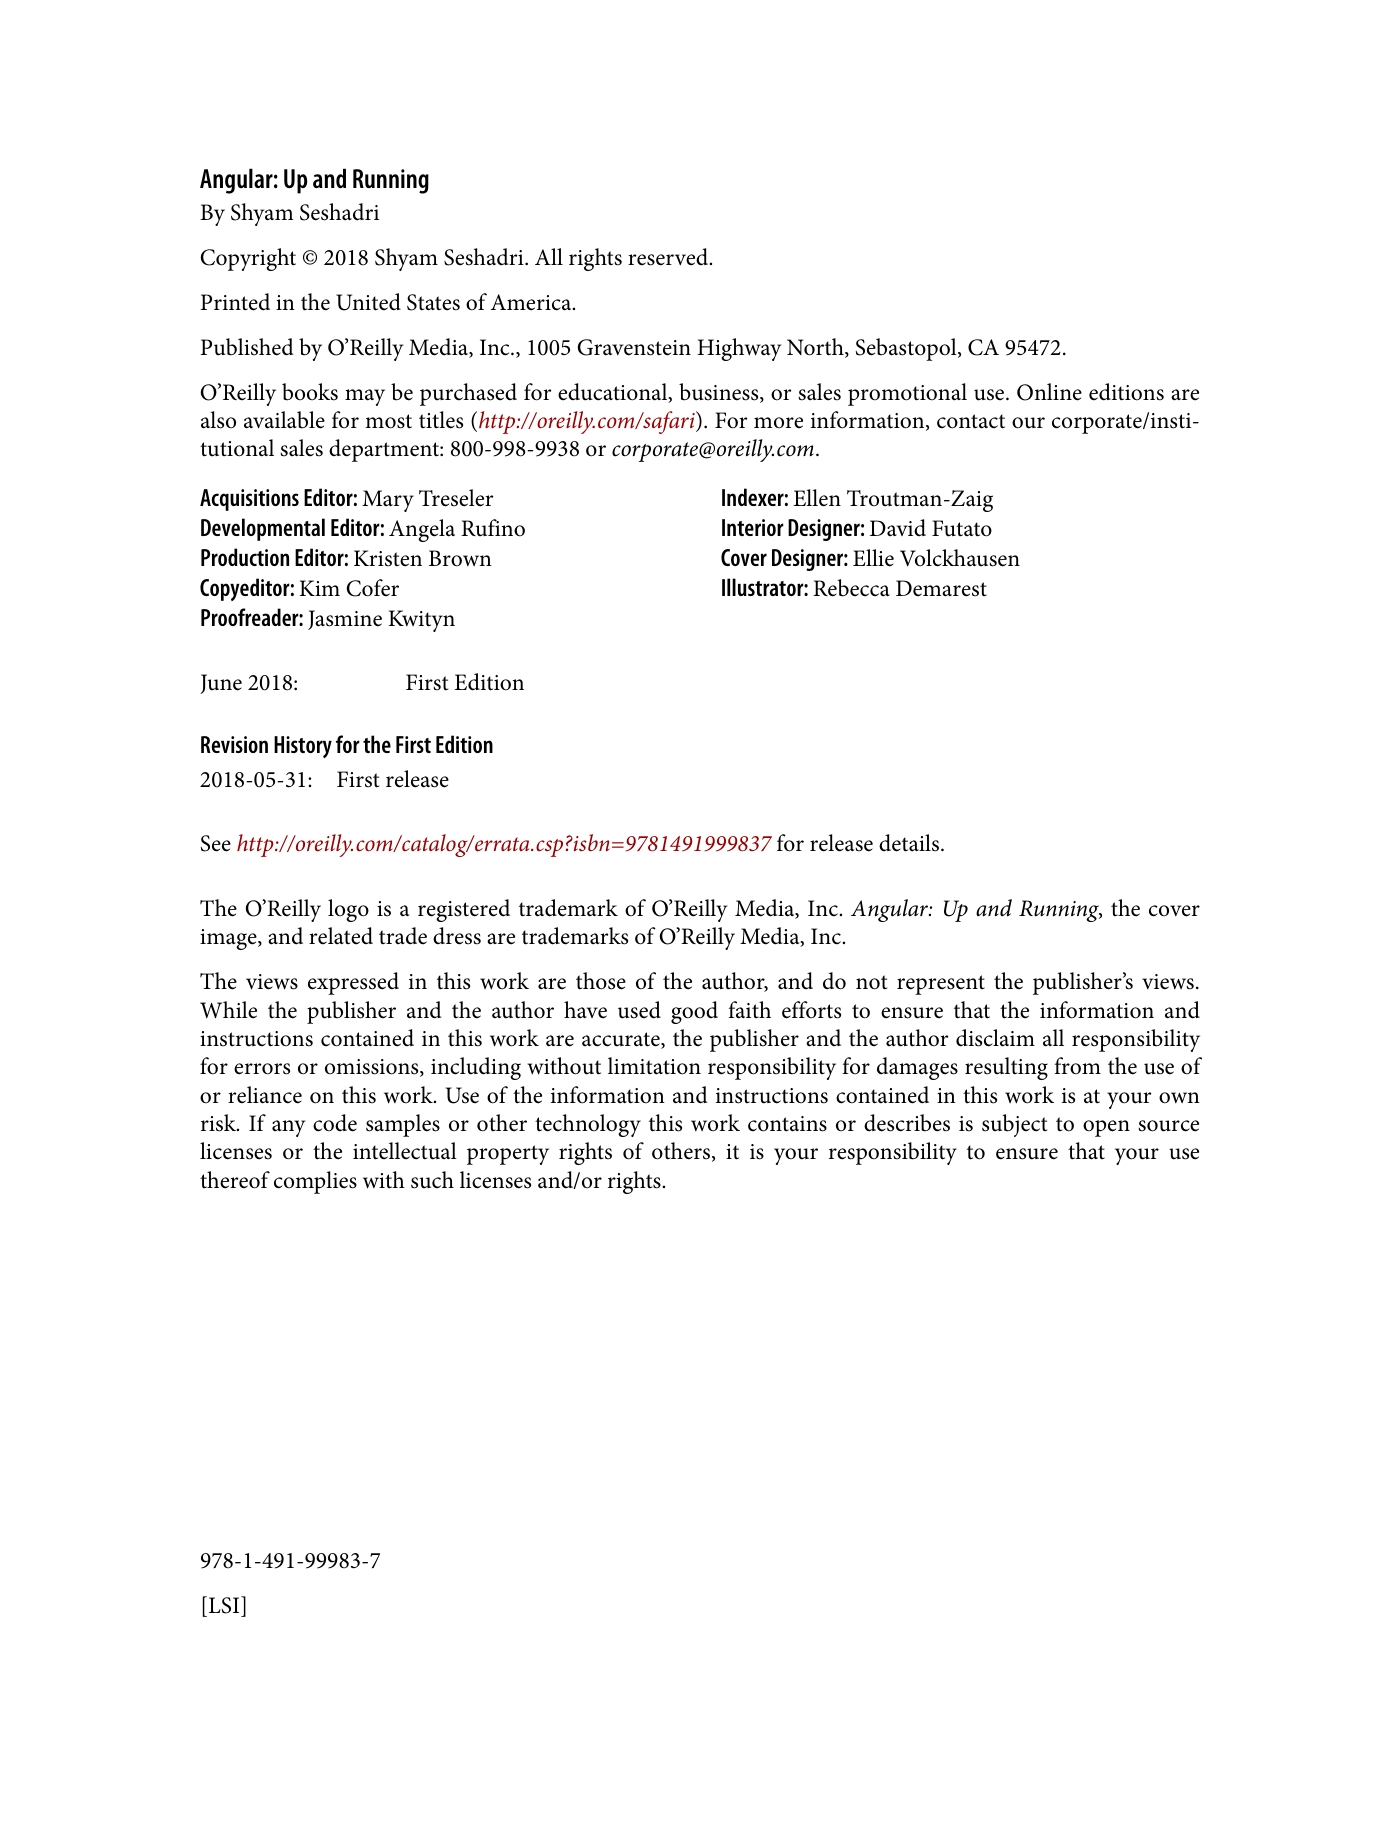 Angular: Up and Running
By Shyam Seshadri
Copyright © 2018 Shyam Seshadri. All rights reserved.
Printed in the United States of America.
Published by O’Reilly Media, Inc., 1005 Gravenstein Highway North, Sebastopol, CA 95472.
O’Reilly books may be purchased for educational, business, or sales promotional use. Online editions are
also available for most titles (http://oreilly.com/safari). For more information, contact our corporate/insti-
tutional sales department: 800-998-9938 or corporate@oreilly.com.
Acquisitions Editor: Mary Treseler
Developmental Editor: Angela Rufino
Production Editor: Kristen Brown
Copyeditor: Kim Cofer
Proofreader: Jasmine Kwityn
Indexer: Ellen Troutman-Zaig
Interior Designer: David Futato
Cover Designer: Ellie Volckhausen
Illustrator: Rebecca Demarest
June 2018: First Edition
Revision History for the First Edition
2018-05-31: First release
See http://oreilly.com/catalog/errata.csp?isbn=9781491999837 for release details.
The O’Reilly logo is a registered trademark of O’Reilly Media, Inc. Angular: Up and Running, the cover
image, and related trade dress are trademarks of O’Reilly Media, Inc.
The views expressed in this work are those of the author, and do not represent the publisher’s views.
While the publisher and the author have used good faith efforts to ensure that the information and
instructions contained in this work are accurate, the publisher and the author disclaim all responsibility
for errors or omissions, including without limitation responsibility for damages resulting from the use of
or reliance on this work. Use of the information and instructions contained in this work is at your own
risk. If any code samples or other technology this work contains or describes is subject to open source
licenses or the intellectual property rights of others, it is your responsibility to ensure that your use
thereof complies with such licenses and/or rights.
978-1-491-99983-7
[LSI]